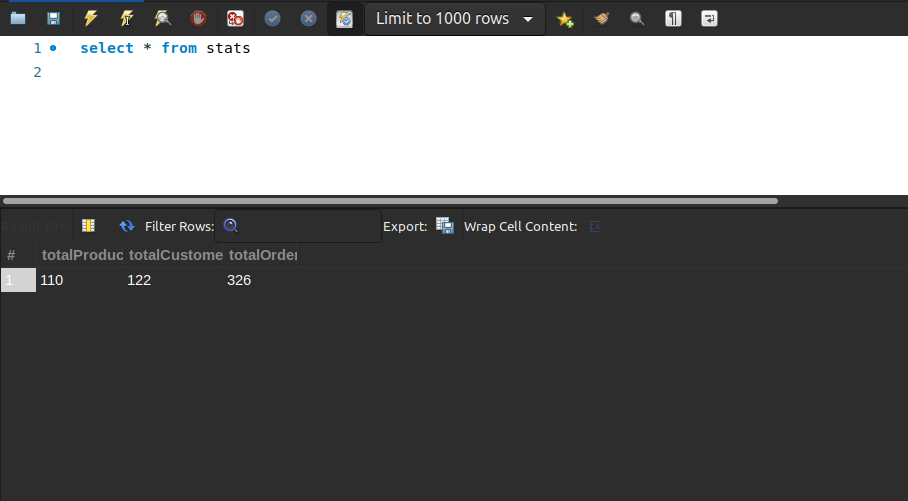 Limit to 1000 rows
1 select * from stats
2
Result Grid Filter Rows: Export: Wrap Cell Content:
# totalProduc totalCustome totalOrder
1 110 122 326